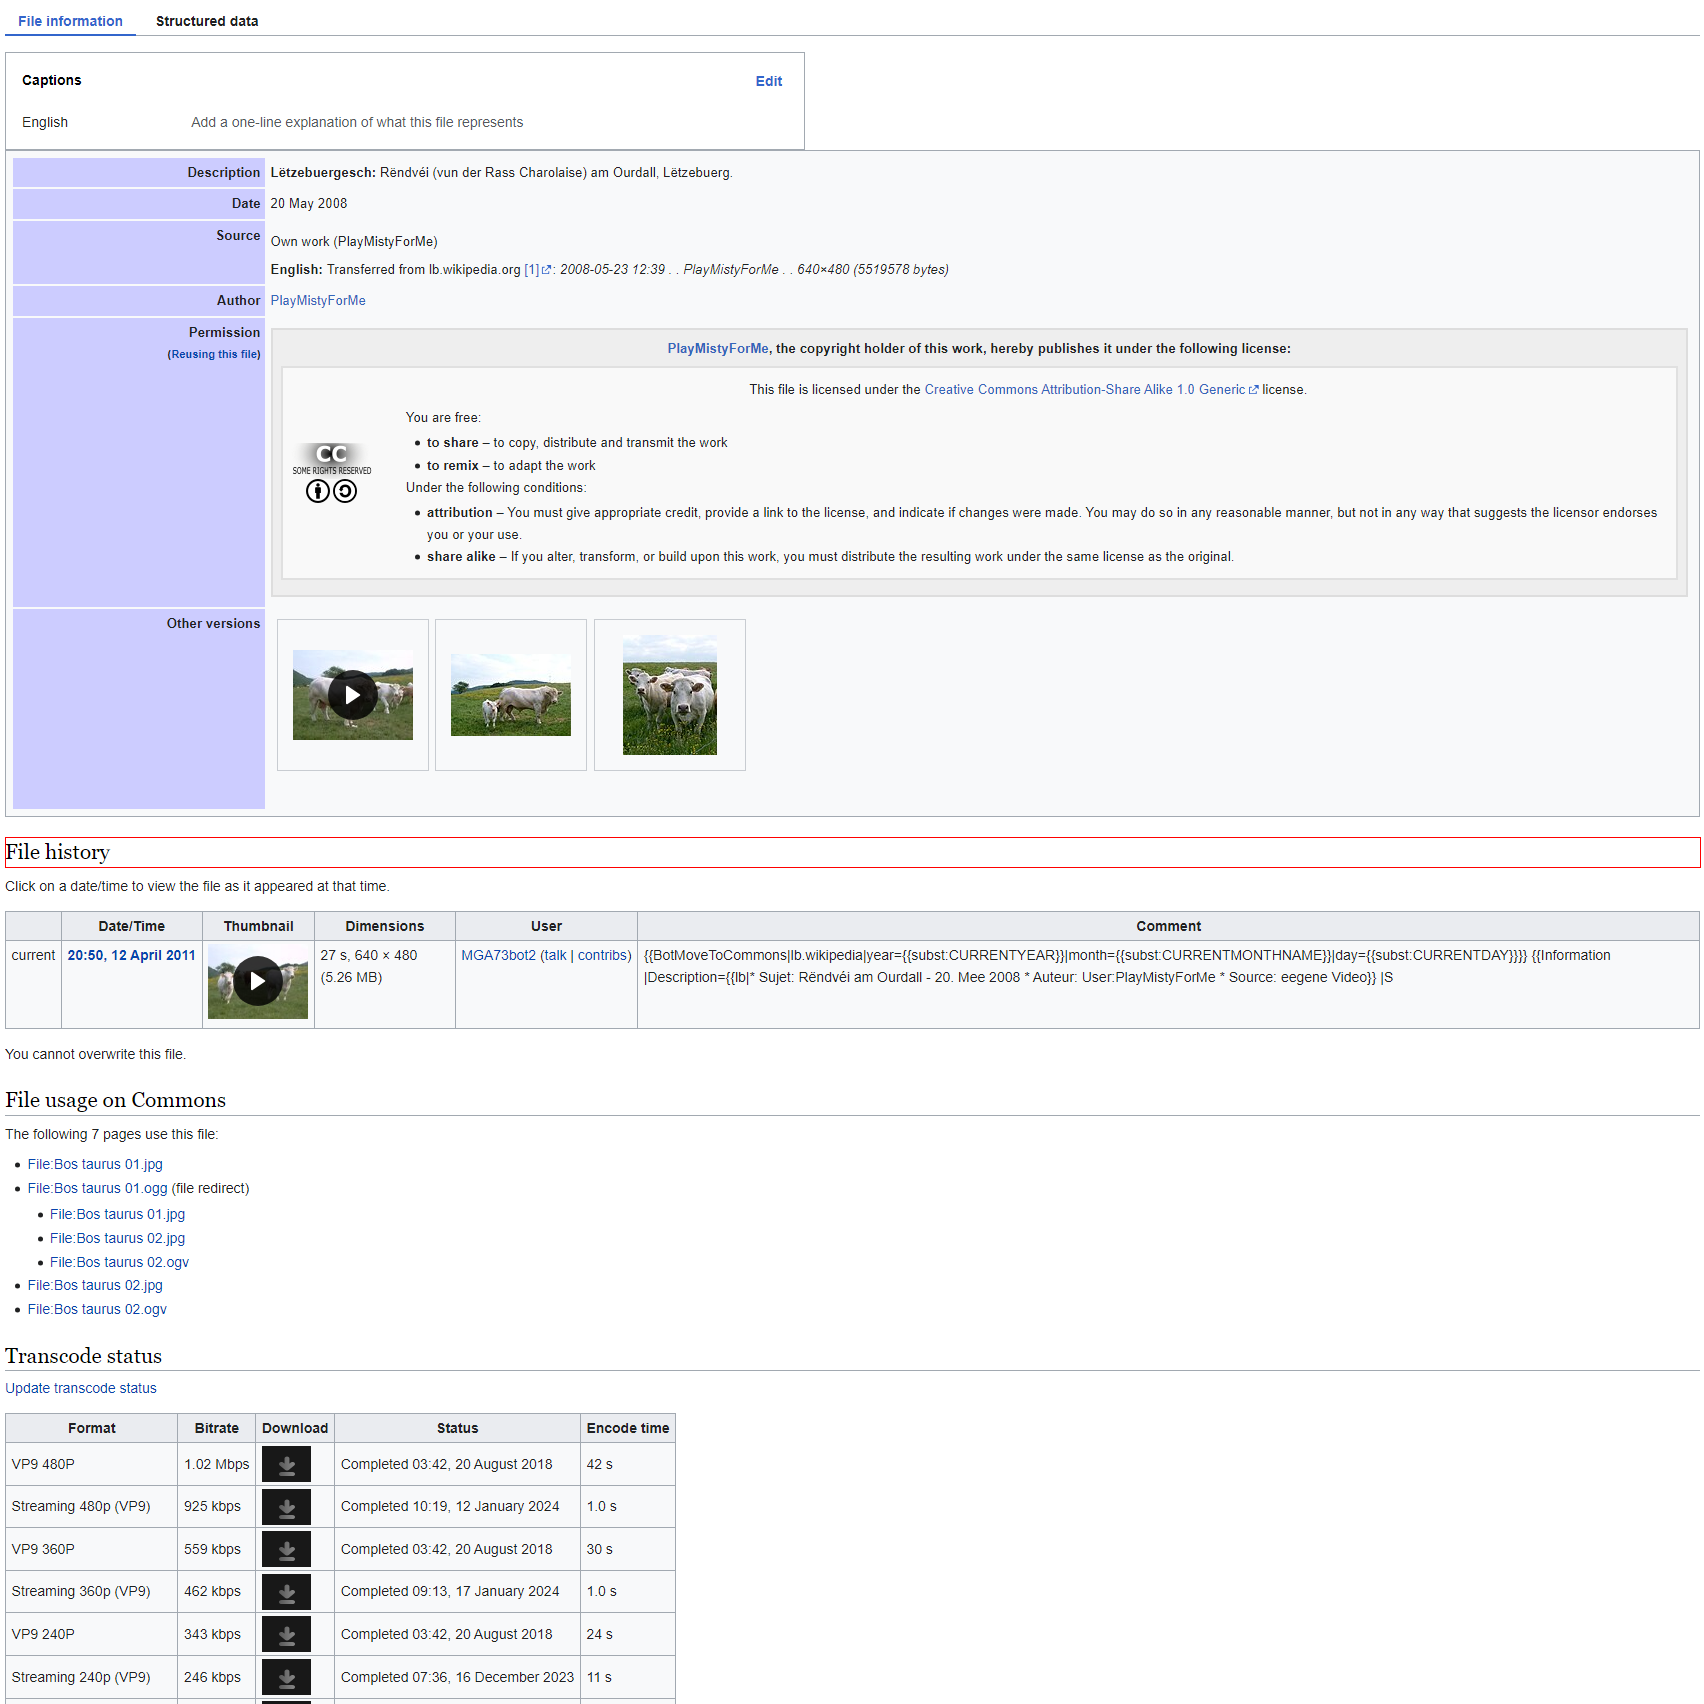 File information
Structured data
Captions
Edit
English
Add a one-line explanation of what this file represents
Description
Lëtzebuergesch: Rëndvéi (vun der Rass Charolaise) am Ourdall, Lëtzebuerg.
Date
20 May 2008
Source
Own work (PlayMistyForMe)
English: Transferred from lb.wikipedia.org [1]: 2008-05-23 12:39 . . PlayMistyForMe . . 640×480 (5519578 bytes)
Author
PlayMistyForMe
Permission
(Reusing this file)
PlayMistyForMe, the copyright holder of this work, hereby publishes it under the following license:
This file is licensed under the Creative Commons Attribution-Share Alike 1.0 Generic license.
CC
SOME RIGHTS RESERVED
You are free:
• to share – to copy, distribute and transmit the work
• to remix – to adapt the work
Under the following conditions:
• attribution – You must give appropriate credit, provide a link to the license, and indicate if changes were made. You may do so in any reasonable manner, but not in any way that suggests the licensor endorses
you or your use.
• share alike – If you alter, transform, or build upon this work, you must distribute the resulting work under the same license as the original.
Other versions
File history
Click on a date/time to view the file as it appeared at that time.
Date/Time Thumbnail Dimensions User Comment
current 20:50, 12 April 2011 27 s, 640 × 480 MGA73bot2 (talk | contribs) {{BotMoveToCommons|lb.wikipedia|year={{subst:CURRENTYEAR}}|month={{subst:CURRENTMONTHNAME}}|day={{subst:CURRENTDAY}}}} {{Information
(5.26 MB) |Description={{lb|* Sujet: Rëndvéi am Ourdall - 20. Mee 2008 * Auteur: User:PlayMistyForMe * Source: eegene Video}} |S
You cannot overwrite this file.
File usage on Commons
The following 7 pages use this file:
• File:Bos taurus 01.jpg
• File:Bos taurus 01.ogg (file redirect)
• File:Bos taurus 01.jpg
• File:Bos taurus 02.jpg
• File:Bos taurus 02.ogv
• File:Bos taurus 02.jpg
• File:Bos taurus 02.ogv
Transcode status
Update transcode status
Format Bitrate Download Status Encode time
VP9 480P 1.02 Mbps Completed 03:42, 20 August 2018 42 s
Streaming 480p (VP9) 925 kbps Completed 10:19, 12 January 2024 1.0 s
VP9 360P 559 kbps Completed 03:42, 20 August 2018 30 s
Streaming 360p (VP9) 462 kbps Completed 09:13, 17 January 2024 1.0 s
VP9 240P 343 kbps Completed 03:42, 20 August 2018 24 s
Streaming 240p (VP9) 246 kbps Completed 07:36, 16 December 2023 11 s